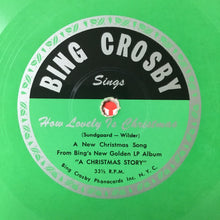 BING CROSBY
Sings
How Lovely Is Christmas
(Sundgaard — Wilder)
A New Christmas Song
From Bing's New Golden LP Album
"A CHRISTMAS STORY"
33⅓ R.P.M.
Bing Crosby Phonocards Inc. N. Y. C.